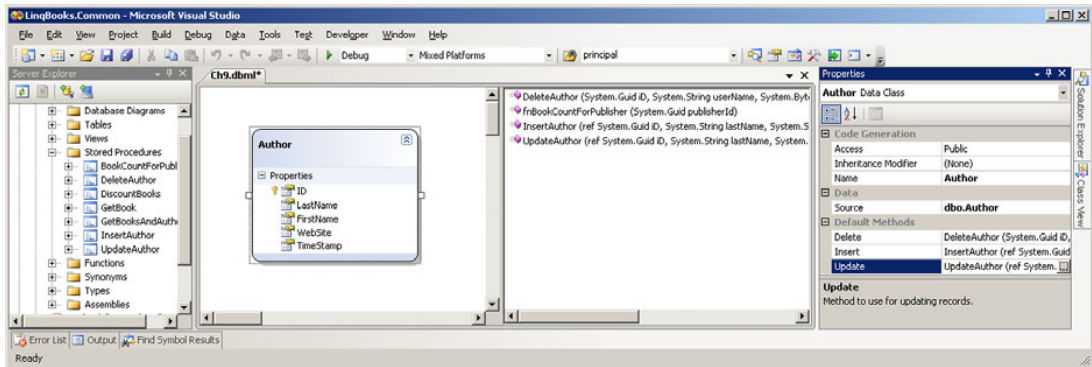 LinqBooks.Common - Microsoft Visual Studio
File Edit View Project Build Debug Data Tools Test Developer Window Help
Debug Mixed Platforms principal
Server Explorer
Database Diagrams
Tables
Views
Stored Procedures
BookCountForPubl
DeleteAuthor
DiscountBooks
GetBook
GetBooksAndAuth
InsertAuthor
UpdateAuthor
Functions
Synonyms
Types
Assemblies
Ch9.dbml*
Author
Properties
ID
LastName
FirstName
WebSite
TimeStamp
DeleteAuthor (System.Guid iD, System.String userName, System.Byt
fnBookCountForPublisher (System.Guid publisherId)
InsertAuthor (ref System.Guid iD, System.String lastName, System.S
UpdateAuthor (ref System.Guid iD, System.String lastName, System.
Properties
Author Data Class
Code Generation
Access Public
Inheritance Modifier (None)
Name Author
Data
Source dbo.Author
Default Methods
Delete DeleteAuthor (System.Guid iD,
Insert InsertAuthor (ref System.Guid
Update UpdateAuthor (ref System. ...
Update
Method to use for updating records.
Solution Explorer
Class View
Error List Output Find Symbol Results
Ready